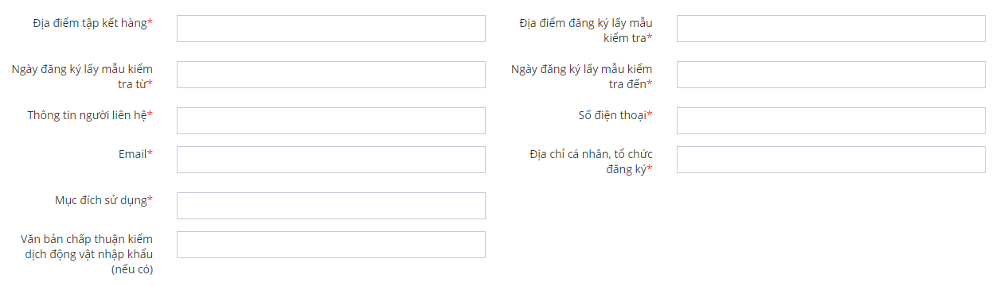 Địa điểm tập kết hàng*
Địa điểm đăng ký lấy mẫu
kiểm tra*
Ngày đăng ký lấy mẫu kiểm
tra từ*
Ngày đăng ký lấy mẫu kiểm
tra đến*
Thông tin người liên hệ*
Số điện thoại*
Email*
Địa chỉ cá nhân, tổ chức
đăng ký*
Mục đích sử dụng*
Văn bản chấp thuận kiểm
dịch động vật nhập khẩu
(nếu có)